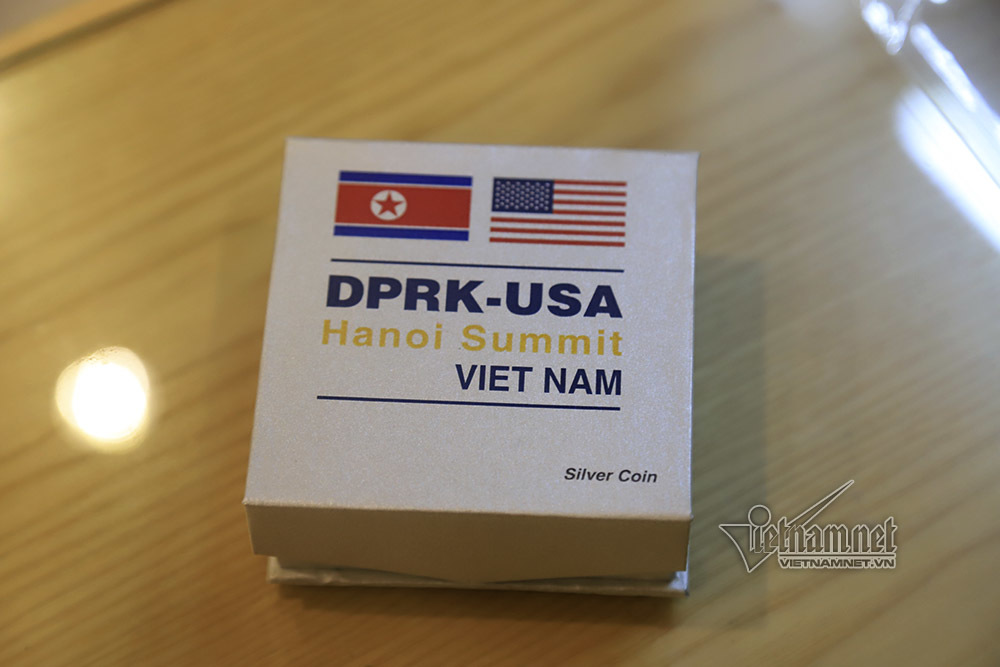 DPRK-USA
Hanoi Summit
VIET NAM
Silver Coin
vietnamnet
VIETNAMNET.VN